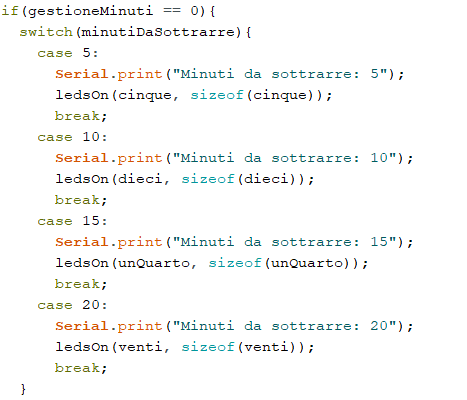 if(gestioneMinuti == 0){
switch(minutiDaSottrarre){
case 5:
Serial.print("Minuti da sottrarre: 5");
ledsOn(cinque, sizeof(cinque));
break;
case 10:
Serial.print("Minuti da sottrarre: 10");
ledsOn(dieci, sizeof(dieci));
break;
case 15:
Serial.print("Minuti da sottrarre: 15");
ledsOn(unQuarto, sizeof(unQuarto));
break;
case 20:
Serial.print("Minuti da sottrarre: 20");
ledsOn(venti, sizeof(venti));
break;
}